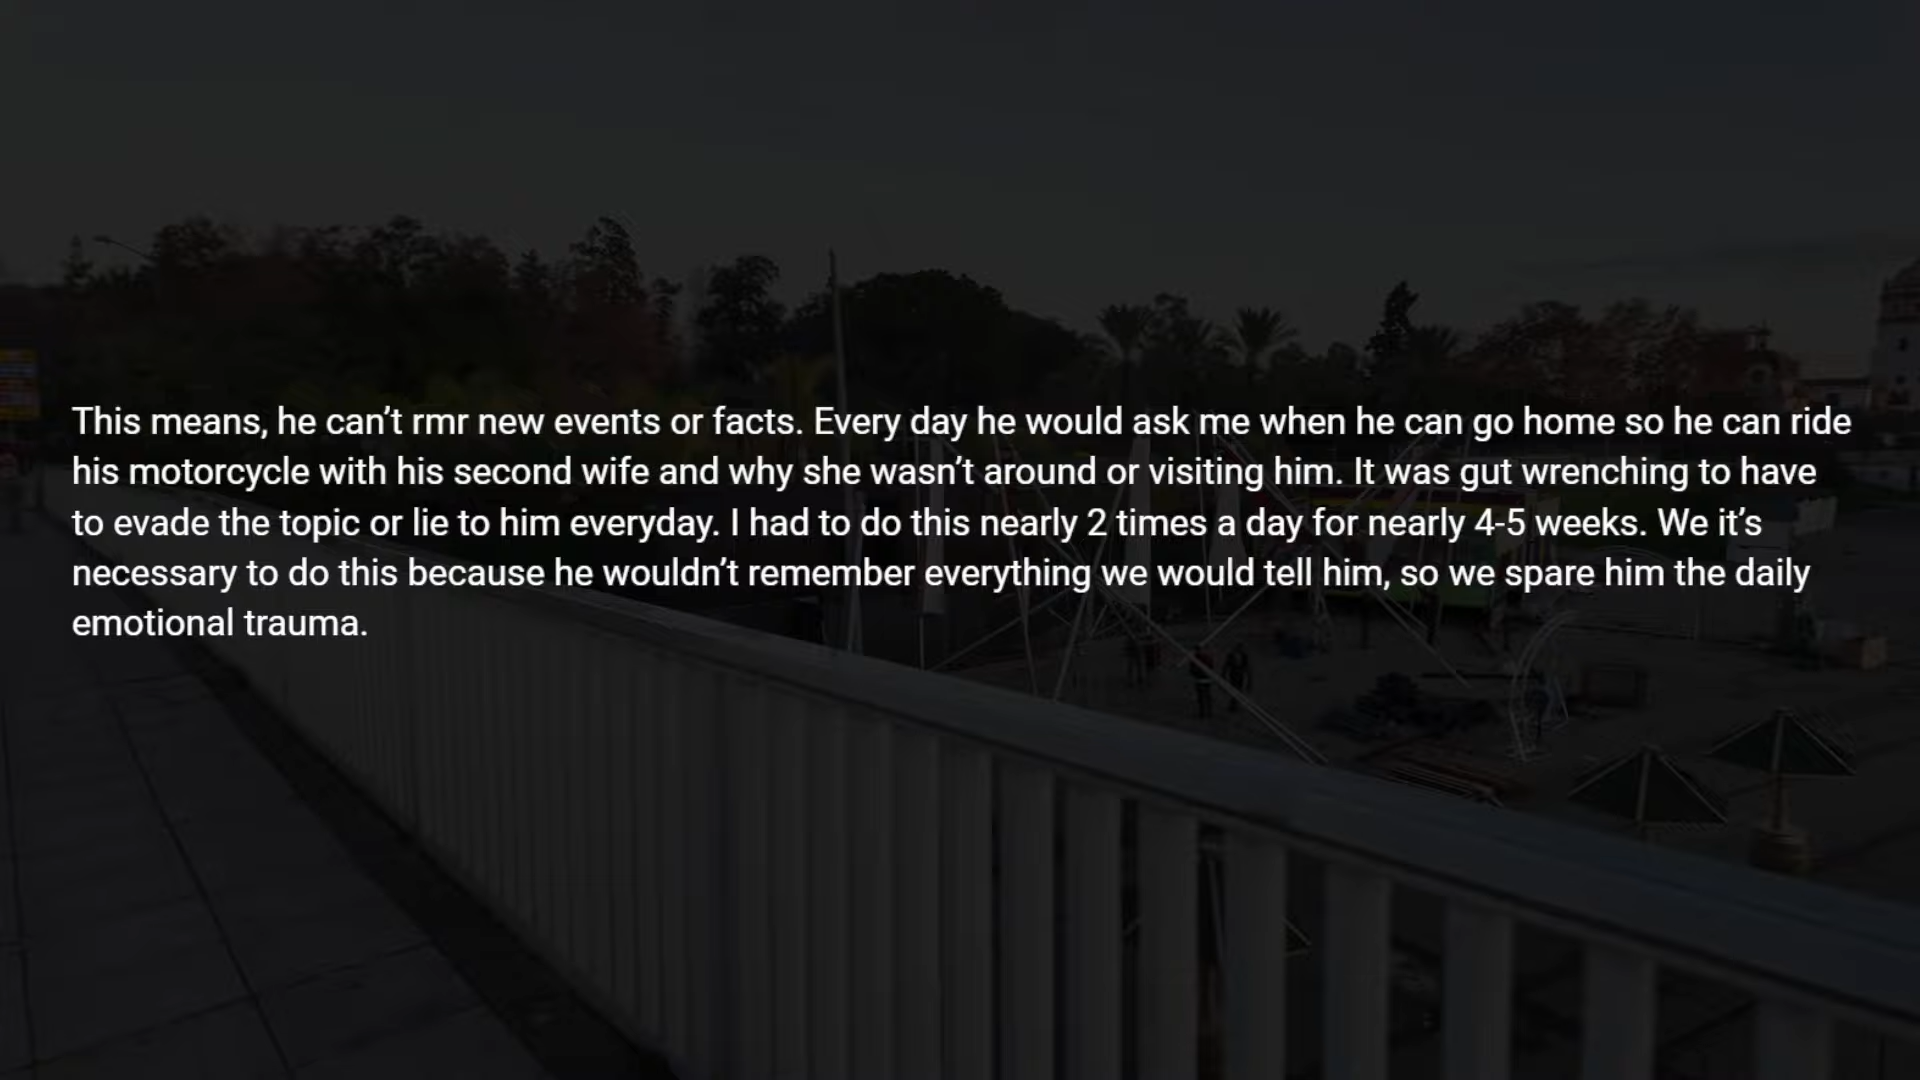 This means, he can’t rmr new events or facts. Every day he would ask me when he can go home so he can ride
his motorcycle with his second wife and why she wasn’t around or visiting him. It was gut wrenching to have
to evade the topic or lie to him everyday. I had to do this nearly 2 times a day for nearly 4-5 weeks. We it’s
necessary to do this because he wouldn’t remember everything we would tell him, so we spare him the daily
emotional trauma.